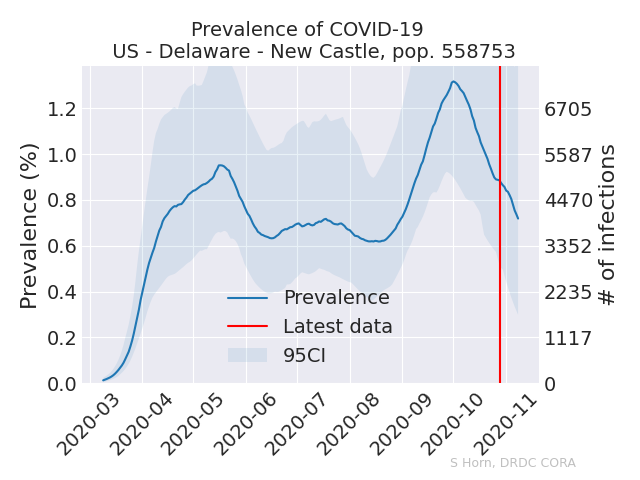 Prevalence of COVID-19
US - Delaware - New Castle, pop. 558753
Prevalence (%)
1.2
1.0
0.8
0.6
0.4
0.2
0.0
6705
5587
4470
3352
2235
1117
0
# of infections
Prevalence
Latest data
95CI
2020-03
2020-04
2020-05
2020-06
2020-07
2020-08
2020-09
2020-10
2020-11
S Horn, DRDC CORA